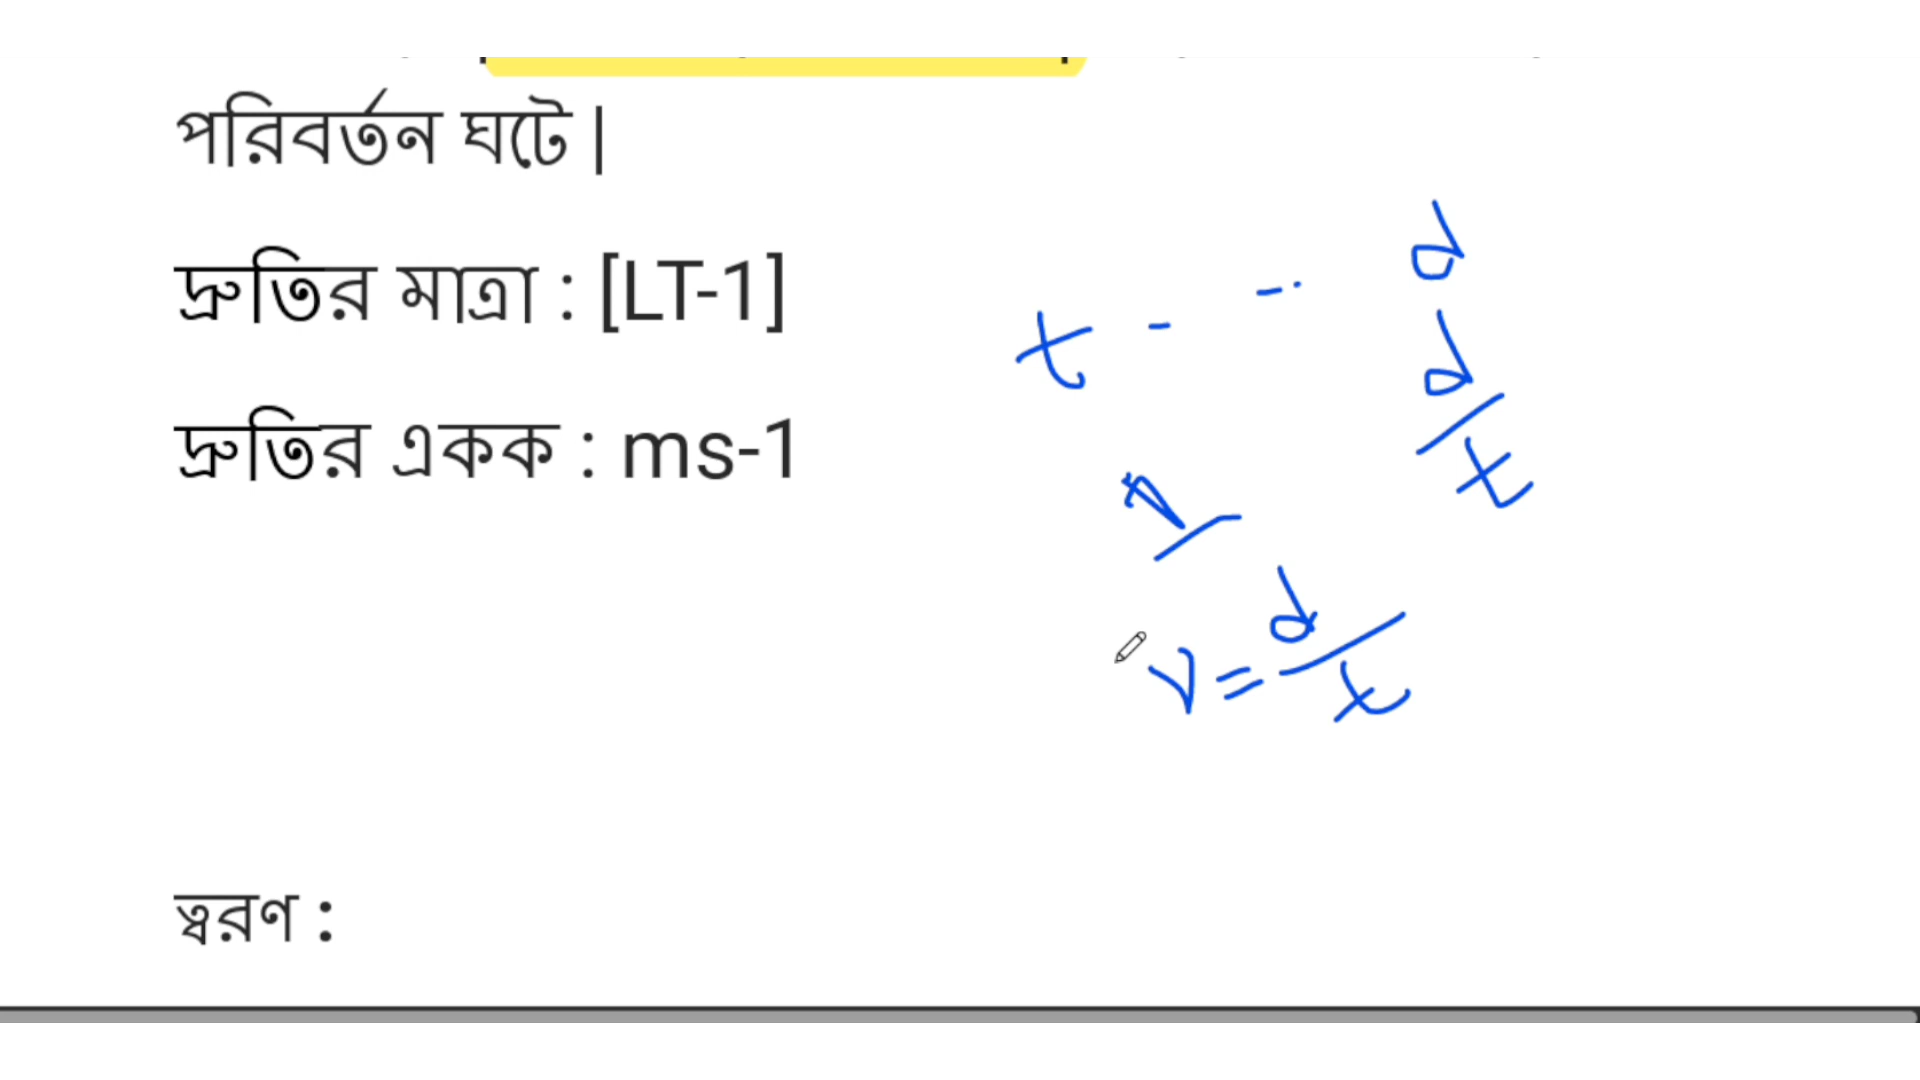 পরিবর্তন ঘটে |
দ্রুতির মাত্রা : [LT-1]
দ্রুতির একক : ms-1
t - -- d
d/t
v = d/t
ত্বরণ :